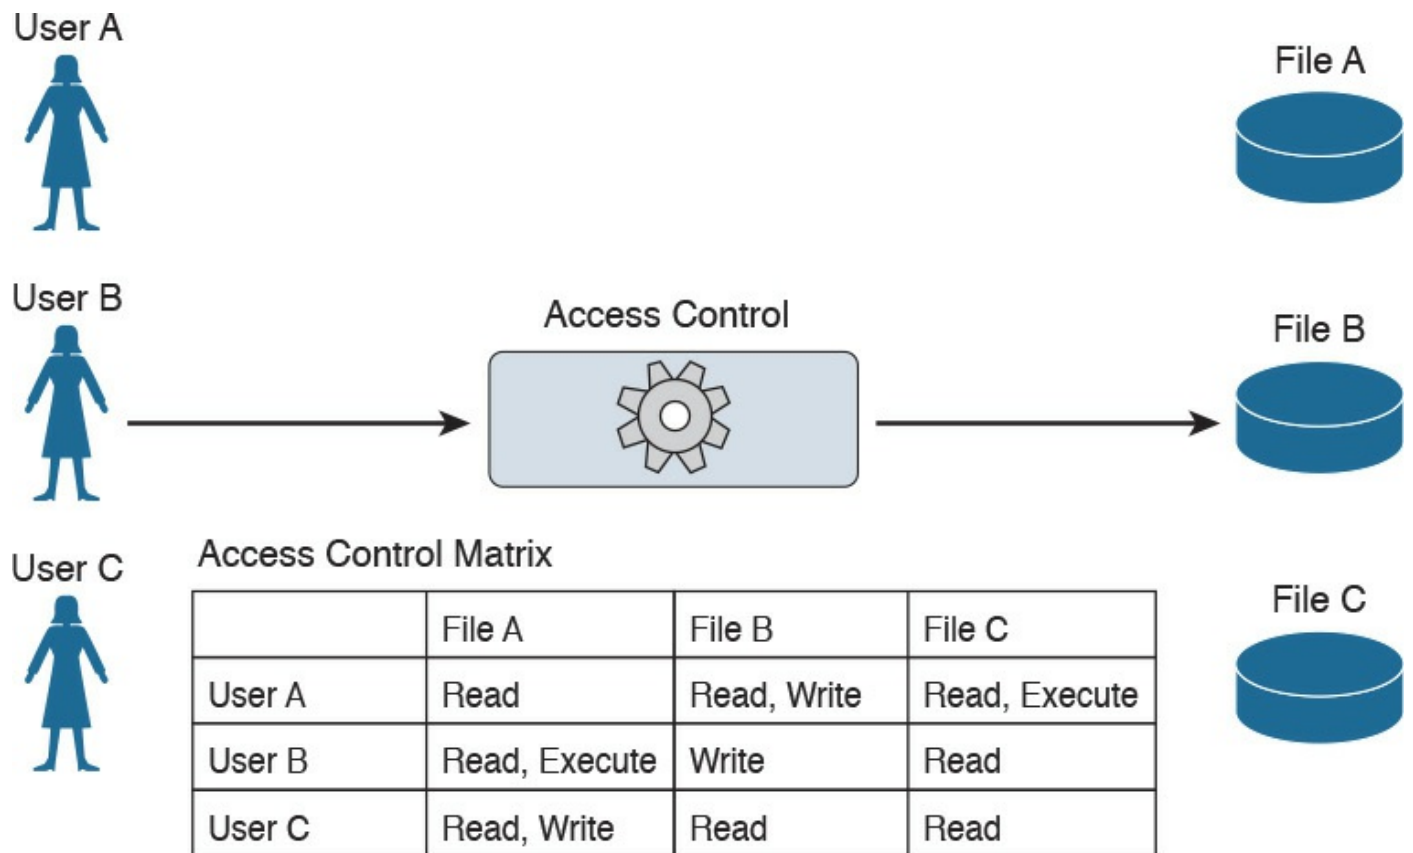 User A
File A
User B
Access Control
File B
User C
Access Control Matrix
File C
File A File B File C
User A Read Read, Write Read, Execute
User B Read, Execute Write Read
User C Read, Write Read Read